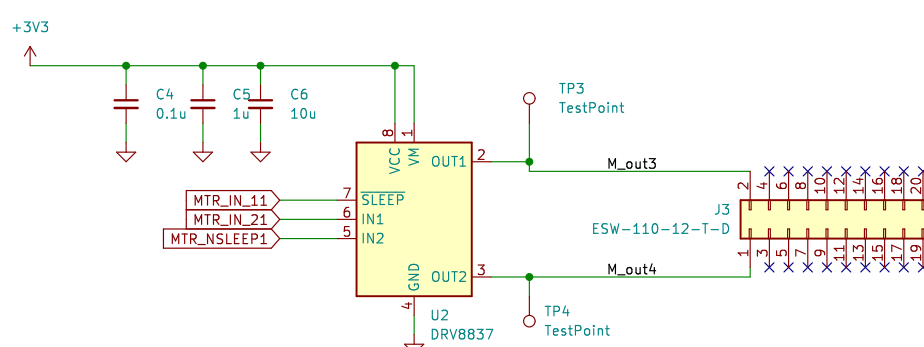 +3V3
C4
0.1u
C5
1u
C6
10u
TP3
TestPoint
8
1
VCC
VM
OUT1
2
M_out3
MTR_IN_11
7
SLEEP
MTR_IN_21
6
IN1
MTR_NSLEEP1
5
IN2
GND
OUT2
3
M_out4
4
U2
DRV8837
TP4
TestPoint
J3
ESW-110-12-T-D
2
4
6
8
10
12
14
16
18
20
1
3
5
7
9
11
13
15
17
19